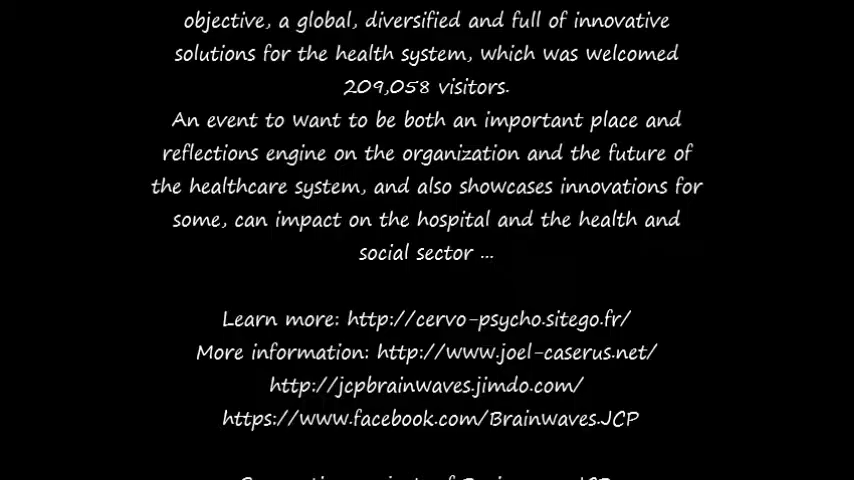 objective, a global, diversified and full of innovative
solutions for the health system, which was welcomed
209,058 visitors.
An event to want to be both an important place and
reflections engine on the organization and the future of
the healthcare system, and also showcases innovations for
some, can impact on the hospital and the health and
social sector ...
Learn more: http://cervo-psycho.sitego.fr/
More information: http://www.joel-caserus.net/
http://jcpbrainwaves.jimdo.com/
https://www.facebook.com/Brainwaves.JCP